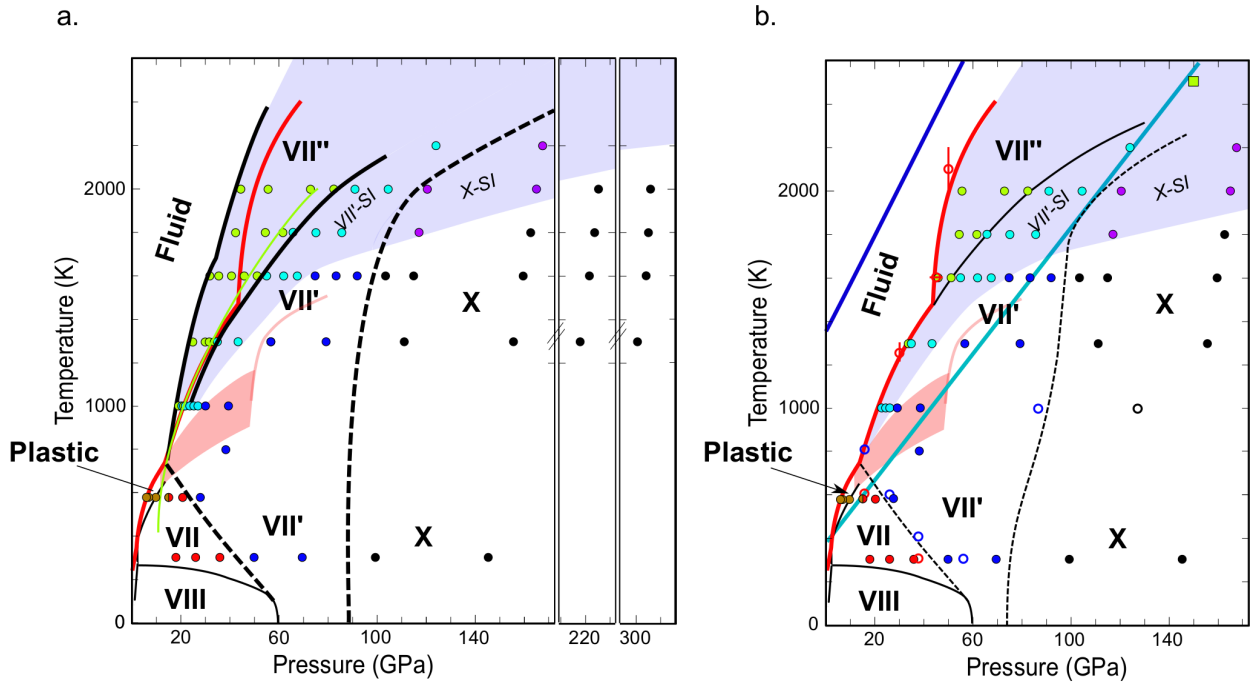 a.
VII''
2000
VII'-SI
X-SI
Fluid
Temperature (K)
VII'
X
1000
Plastic
VII
VII'
X
VIII
0
20
60
100
140
220
300
Pressure (GPa)
b.
VII''
2000
VII'-SI
X-SI
Fluid
Temperature (K)
VII'
X
1000
Plastic
VII
VII'
X
VIII
0
20
60
100
140
Pressure (GPa)